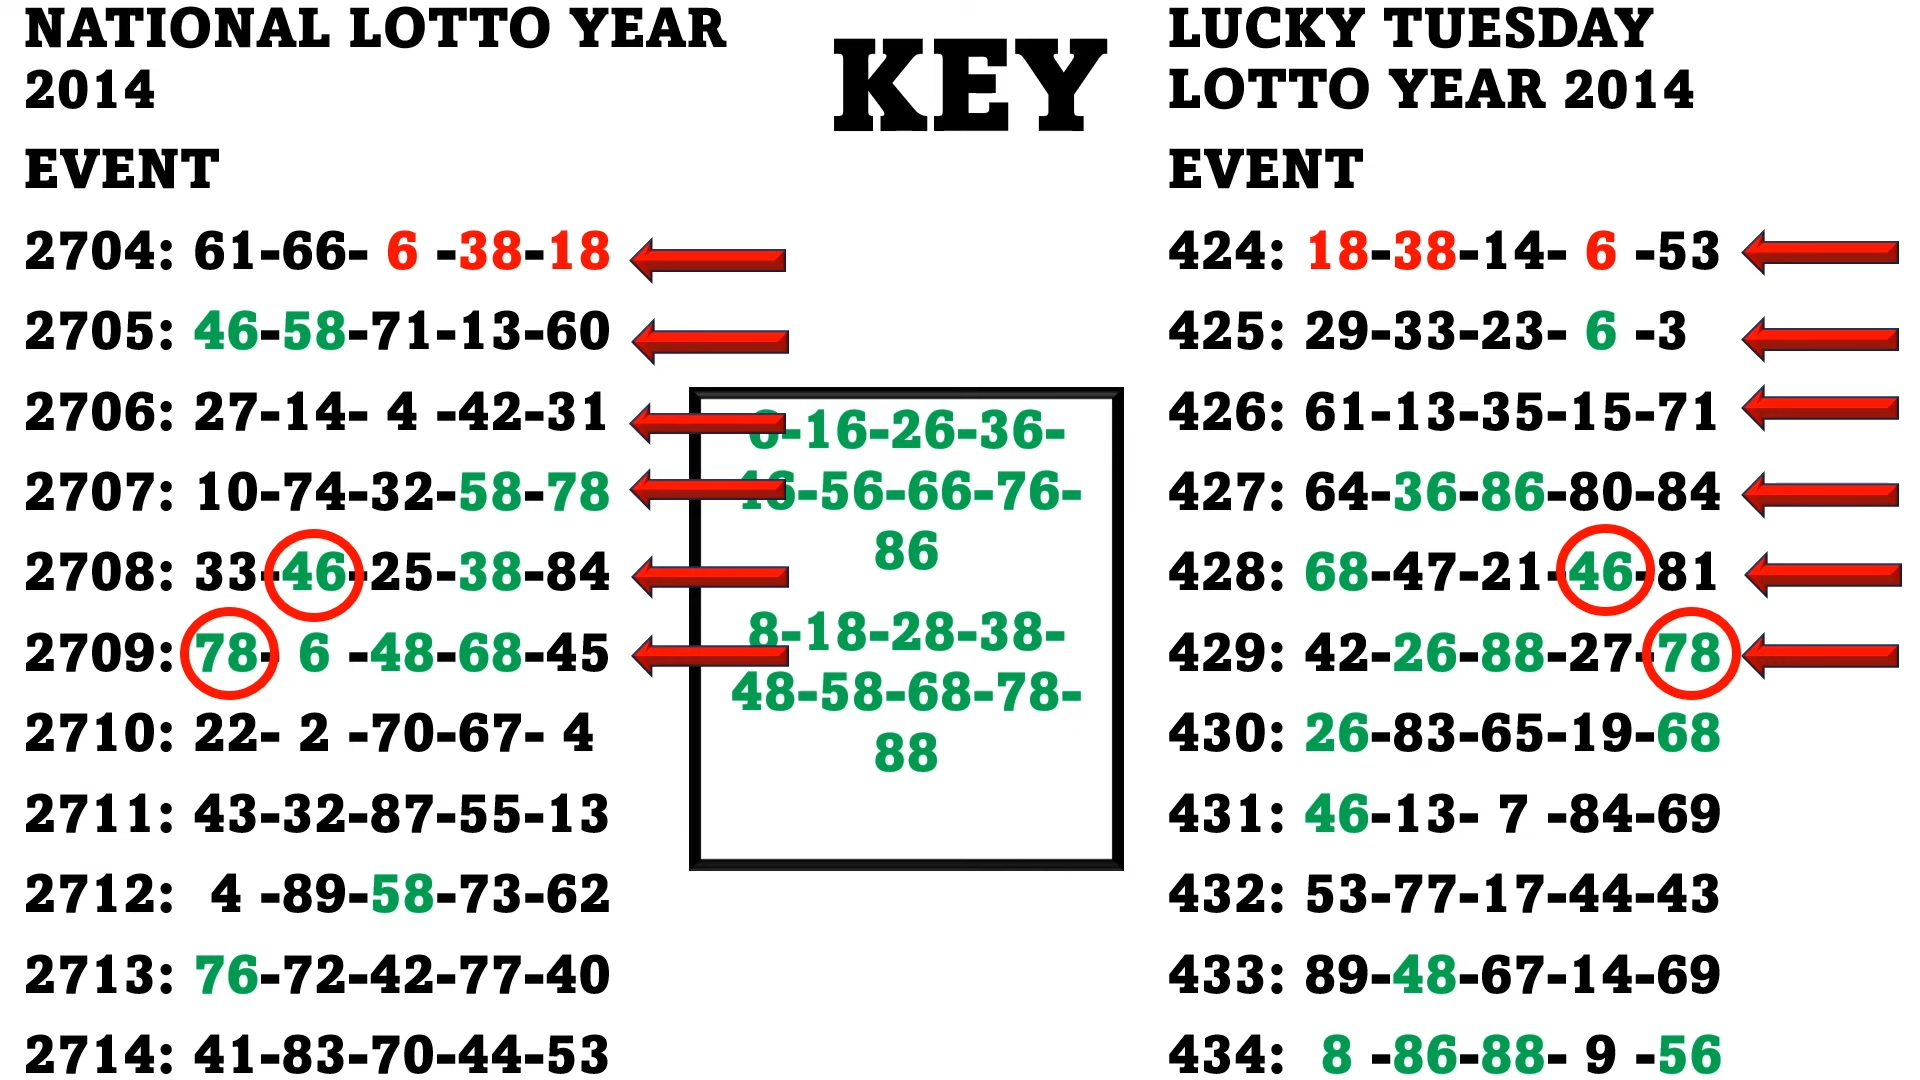 NATIONAL LOTTO YEAR
2014
EVENT
2704: 61-66- 6 -38-18
2705: 46-58-71-13-60
2706: 27-14- 4 -42-31
2707: 10-74-32-58-78
2708: 33-46-25-38-84
2709: 78- 6 -48-68-45
2710: 22- 2 -70-67- 4
2711: 43-32-87-55-13
2712: 4 -89-58-73-62
2713: 76-72-42-77-40
2714: 41-83-70-44-53
KEY
6-16-26-36-
46-56-66-76-
86
8-18-28-38-
48-58-68-78-
88
LUCKY TUESDAY
LOTTO YEAR 2014
EVENT
424: 18-38-14- 6 -53
425: 29-33-23- 6 -3
426: 61-13-35-15-71
427: 64-36-86-80-84
428: 68-47-21-46-81
429: 42-26-88-27-78
430: 26-83-65-19-68
431: 46-13- 7 -84-69
432: 53-77-17-44-43
433: 89-48-67-14-69
434: 8 -86-88- 9 -56